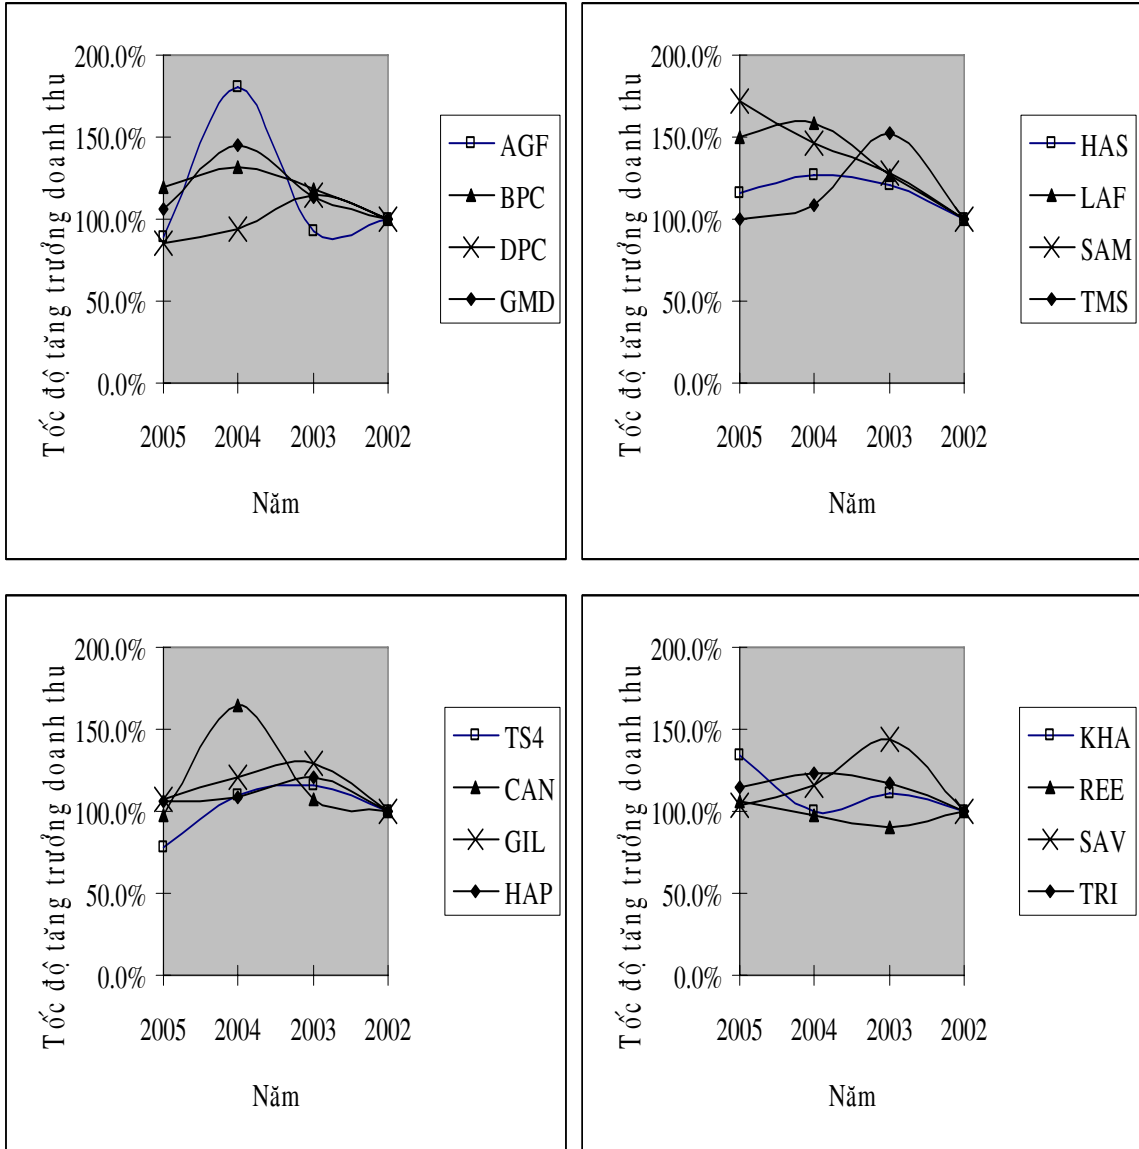 Tốc độ tăng trưởng doanh thu
200.0%
150.0%
100.0%
50.0%
0.0%
2005 2004 2003 2002
Năm
AGF
BPC
DPC
GMD
Tốc độ tăng trưởng doanh thu
200.0%
150.0%
100.0%
50.0%
0.0%
2005 2004 2003 2002
Năm
HAS
LAF
SAM
TMS
Tốc độ tăng trưởng doanh thu
200.0%
150.0%
100.0%
50.0%
0.0%
2005 2004 2003 2002
Năm
TS4
CAN
GIL
HAP
Tốc độ tăng trưởng doanh thu
200.0%
150.0%
100.0%
50.0%
0.0%
2005 2004 2003 2002
Năm
KHA
REE
SAV
TRI